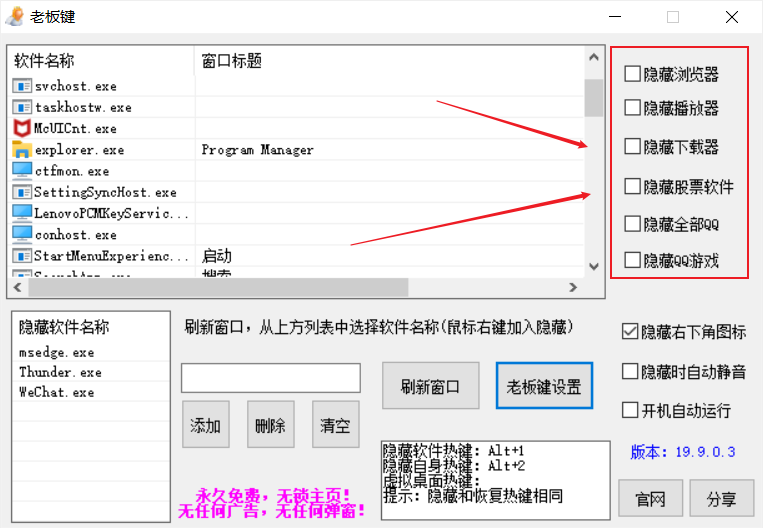 老板键
软件名称 窗口标题
svchost.exe
taskhostw.exe
McUICnt.exe
explorer.exe Program Manager
ctfmon.exe
SettingSyncHost.exe
LenovoPCMKeyServic...
conhost.exe
StartMenuExperienc... 启动
SearchApp.exe 搜索
隐藏浏览器
隐藏播放器
隐藏下载器
隐藏股票软件
隐藏全部QQ
隐藏QQ游戏
隐藏软件名称
msedge.exe
Thunder.exe
WeChat.exe
刷新窗口，从上方列表中选择软件名称(鼠标右键加入隐藏)
刷新窗口
老板键设置
添加
删除
清空
永久免费，无锁主页！
无任何广告，无任何弹窗！
隐藏软件热键：Alt+1
隐藏自身热键：Alt+2
虚拟桌面热键：
提示：隐藏和恢复热键相同
隐藏右下角图标
隐藏时自动静音
开机自动运行
版本：19.9.0.3
官网
分享